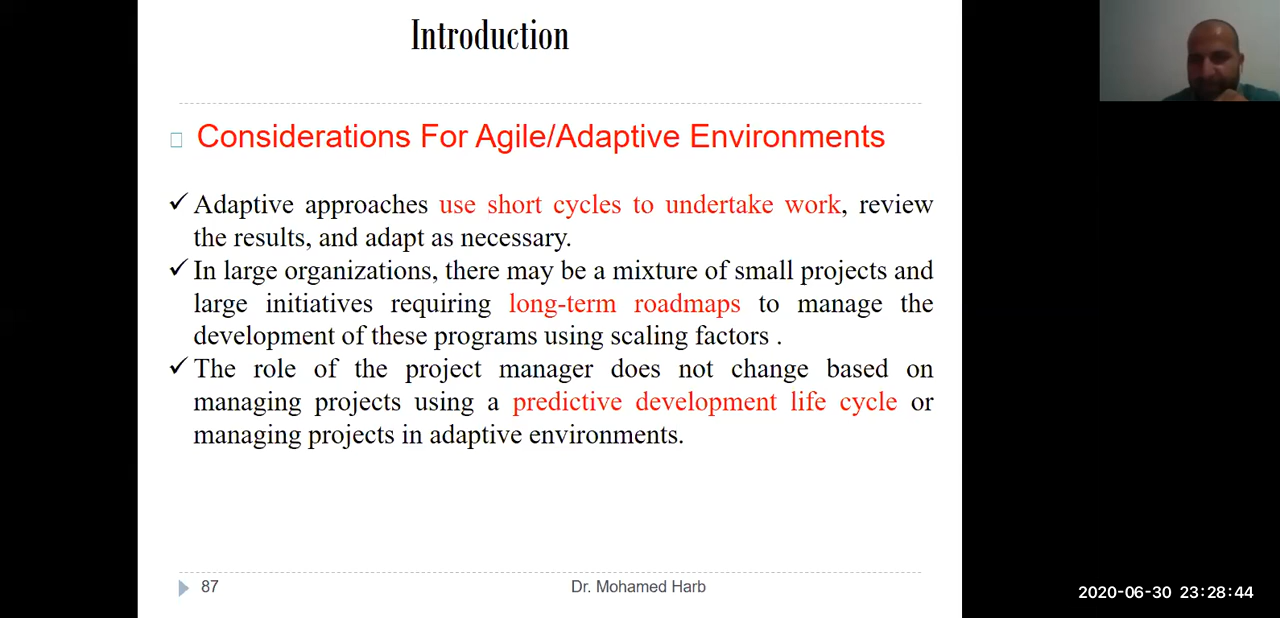 Introduction
Considerations For Agile/Adaptive Environments
✓ Adaptive approaches use short cycles to undertake work, review
the results, and adapt as necessary.
✓ In large organizations, there may be a mixture of small projects and
large initiatives requiring long-term roadmaps to manage the
development of these programs using scaling factors .
✓ The role of the project manager does not change based on
managing projects using a predictive development life cycle or
managing projects in adaptive environments.
87
Dr. Mohamed Harb
2020-06-30 23:28:44